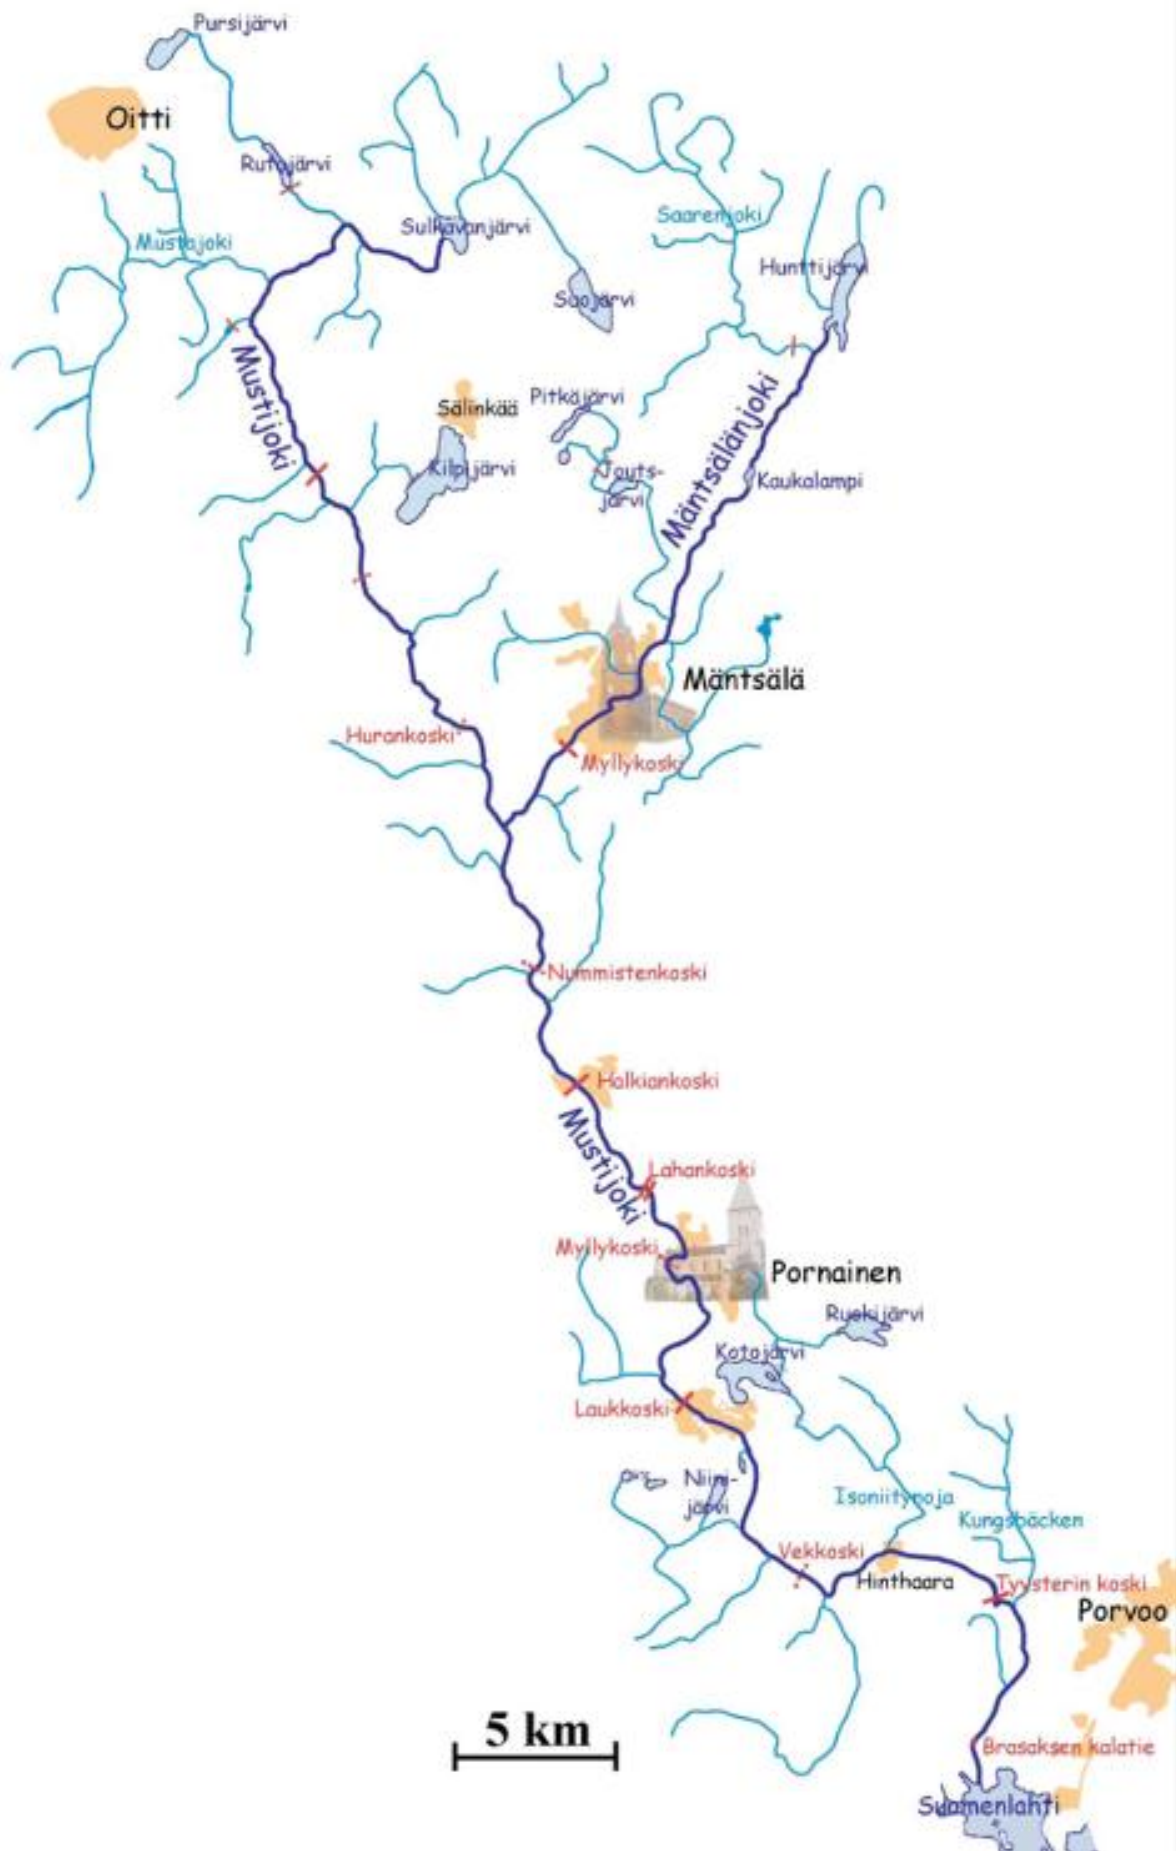 Pursijärvi
Oitti
Rutajärvi
Saarenjoki
Sulkavanjärvi
Mustajoki
Hunttijärvi
Suojärvi
Mustijoki
Mäntsälänjoki
Pitkäjärvi
Sälinkää
Kilpijärvi
Jouts-
järvi
Kaukalampi
Mäntsälä
Hurankoski
Myllykoski
Nummistenkoski
Halkiankoski
Mustijoki
Lahankoski
Myllykoski
Pornainen
Ruokijärvi
Kotojärvi
Laukkoski
Niini-
järvi
Isoniitynoja
Kungsbäcken
Vekkoski
Hinthaara
Tyysterin koski
Porvoo
5 km
Brasaksen kalatie
Suomenlahti